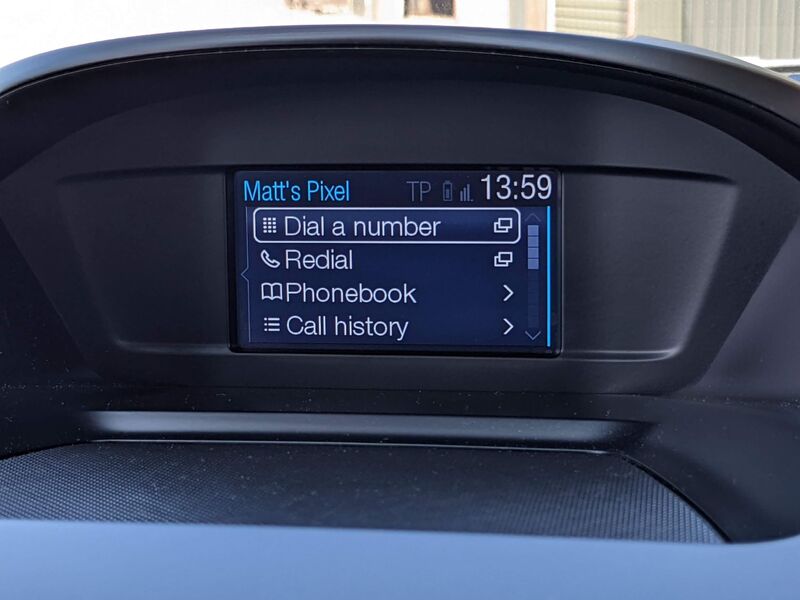 Matt's Pixel TP 13:59
Dial a number
Redial
Phonebook
Call history